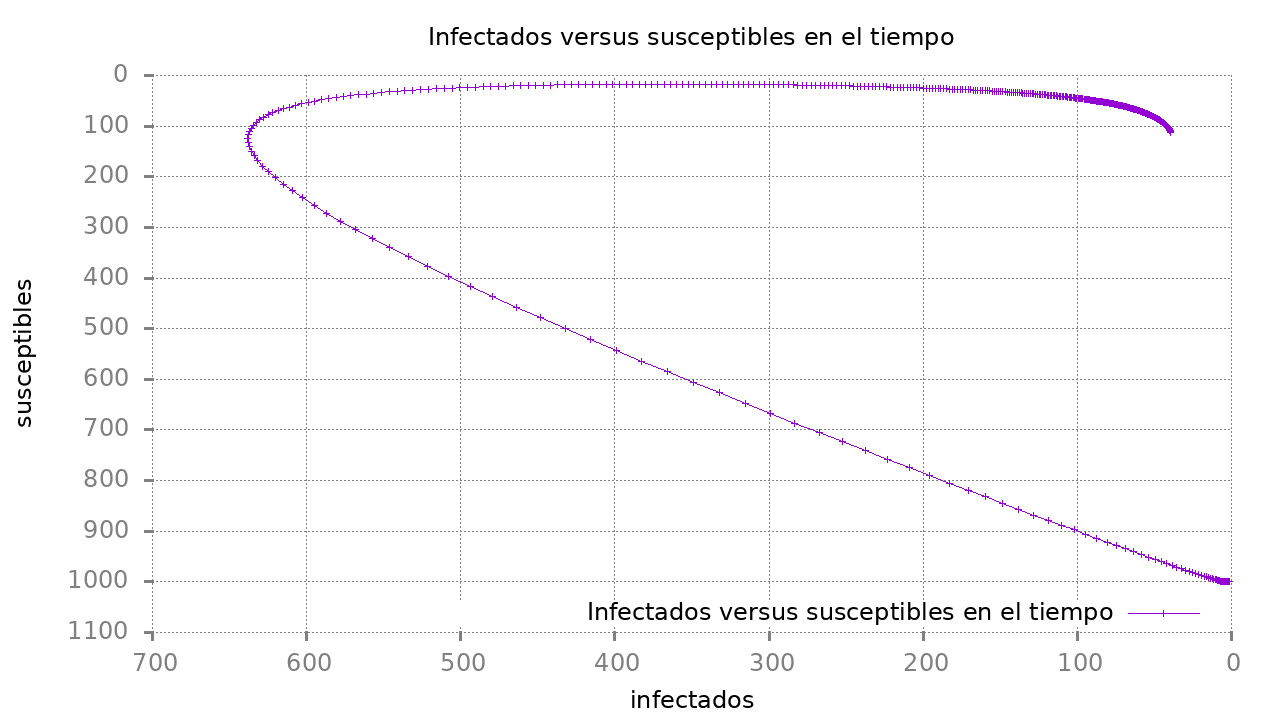 Infectados versus susceptibles en el tiempo
0
100
200
300
400
500
600
700
800
900
1000
1100
susceptibles
Infectados versus susceptibles en el tiempo
700 600 500 400 300 200 100 0
infectados